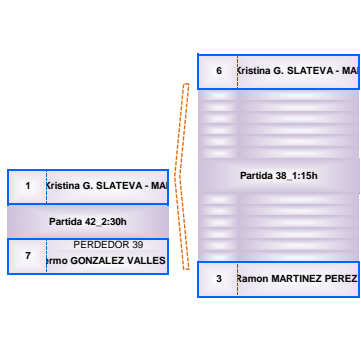 6 Kristina G. SLATEVA - MA
Partida 38_1:15h
3 Ramon MARTINEZ PEREZ
1 Kristina G. SLATEVA - MA
Partida 42_2:30h
PERDEDOR 39
7 rmo GONZALEZ VALLES